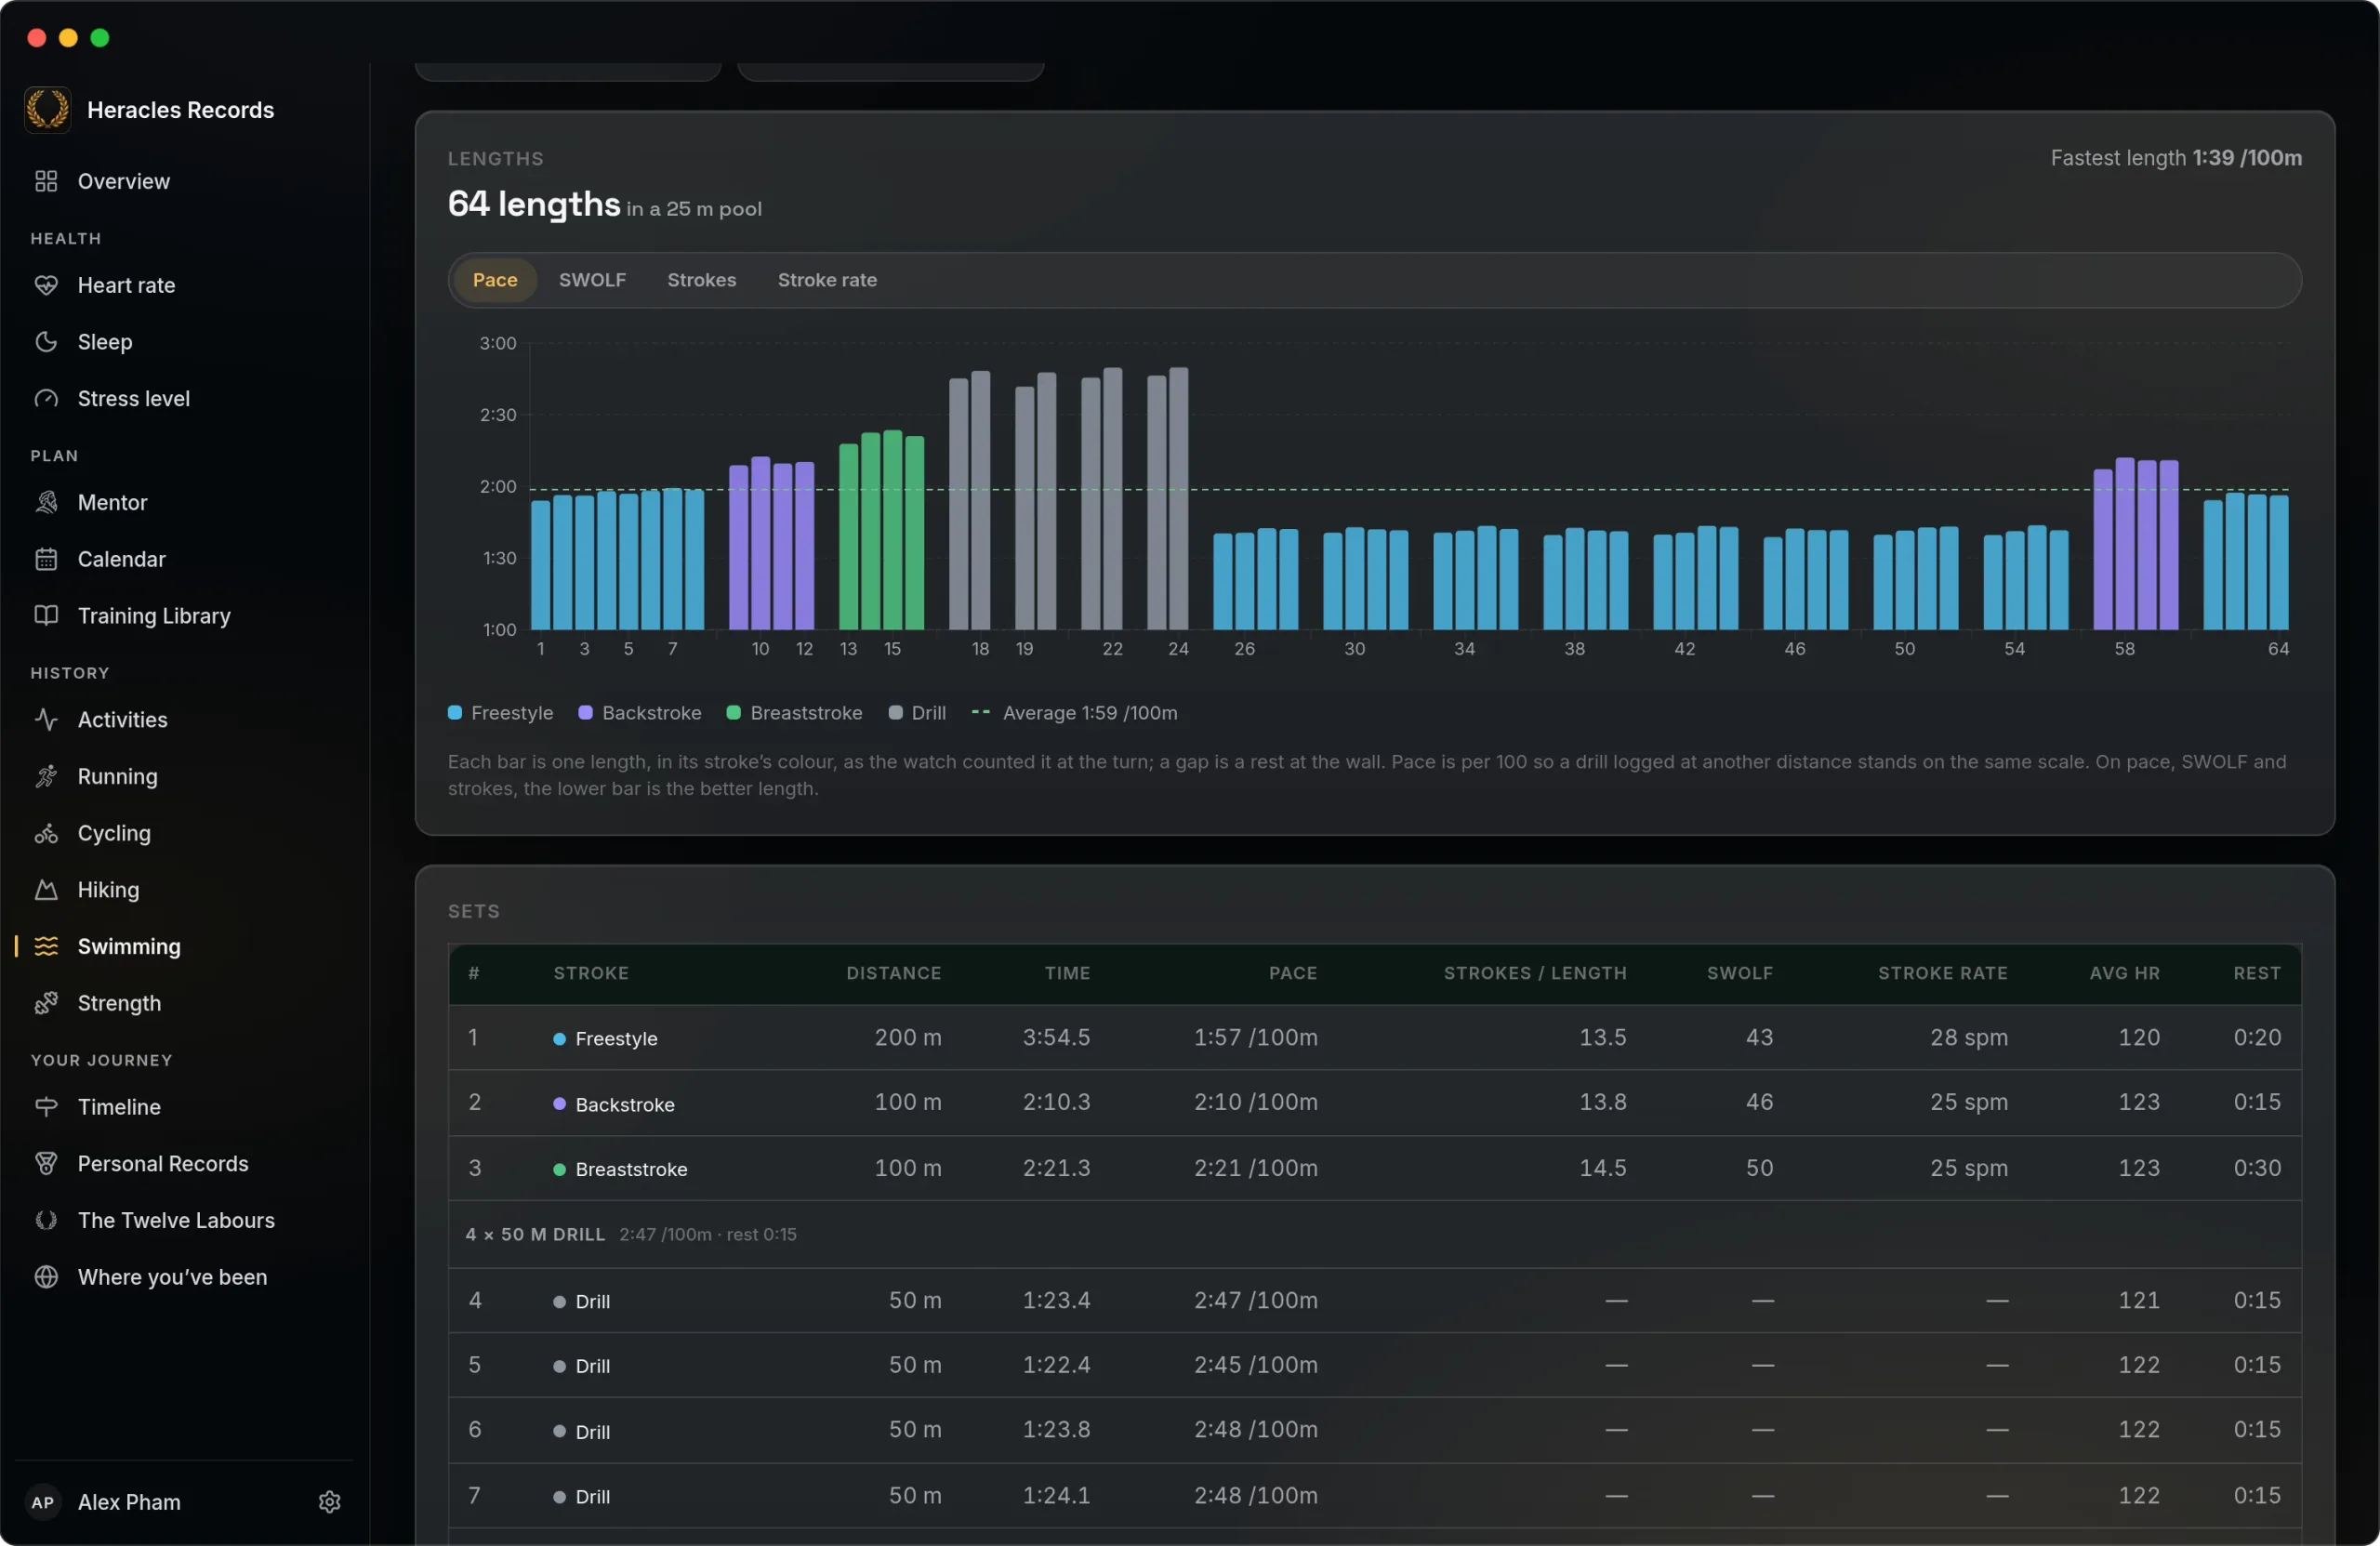 Heracles Records
Overview
HEALTH
Heart rate
Sleep
Stress level
PLAN
Mentor
Calendar
Training Library
HISTORY
Activities
Running
Cycling
Hiking
Swimming
Strength
YOUR JOURNEY
Timeline
Personal Records
The Twelve Labours
Where you’ve been
AP Alex Pham
LENGTHS
Fastest length 1:39 /100m
64 lengths in a 25 m pool
Pace SWOLF Strokes Stroke rate
3:00
2:30
2:00
1:30
1:00
1 3 5 7 10 12 13 15 18 19 22 24 26 30 34 38 42 46 50 54 58 64
Freestyle Backstroke Breaststroke Drill Average 1:59 /100m
Each bar is one length, in its stroke’s colour, as the watch counted it at the turn; a gap is a rest at the wall. Pace is per 100 so a drill logged at another distance stands on the same scale. On pace, SWOLF and
strokes, the lower bar is the better length.
SETS
# STROKE DISTANCE TIME PACE STROKES / LENGTH SWOLF STROKE RATE AVG HR REST
1 Freestyle 200 m 3:54.5 1:57 /100m 13.5 43 28 spm 120 0:20
2 Backstroke 100 m 2:10.3 2:10 /100m 13.8 46 25 spm 123 0:15
3 Breaststroke 100 m 2:21.3 2:21 /100m 14.5 50 25 spm 123 0:30
4 × 50 M DRILL 2:47 /100m · rest 0:15
4 Drill 50 m 1:23.4 2:47 /100m — — — 121 0:15
5 Drill 50 m 1:22.4 2:45 /100m — — — 122 0:15
6 Drill 50 m 1:23.8 2:48 /100m — — — 122 0:15
7 Drill 50 m 1:24.1 2:48 /100m — — — 122 0:15